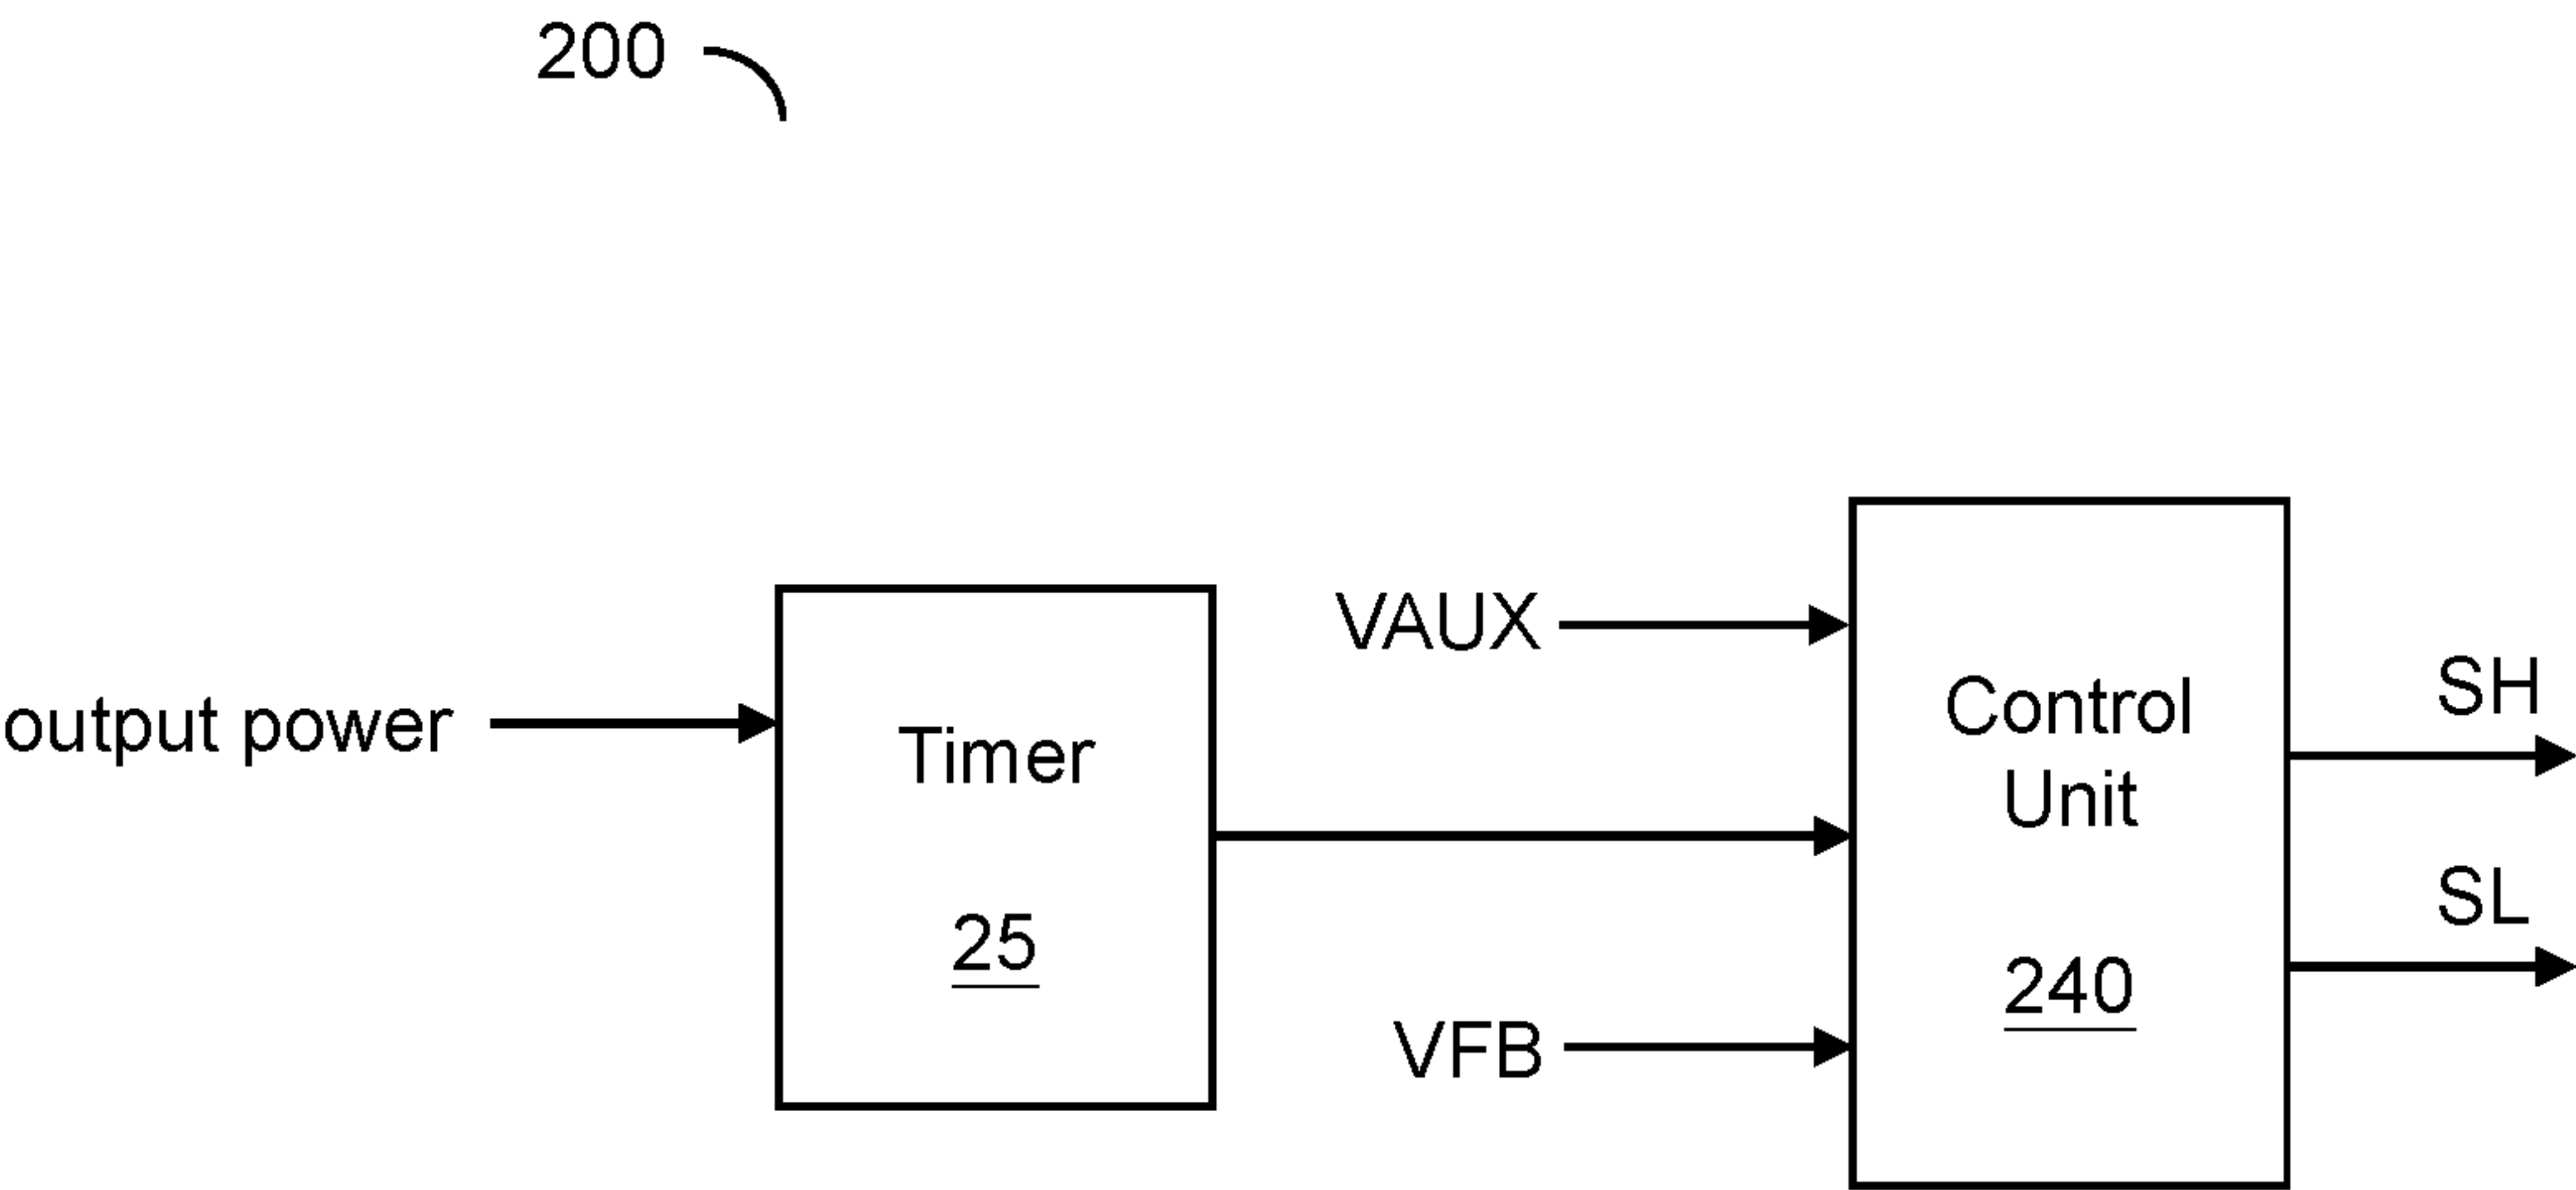 200
output power
Timer
25
VAUX
VFB
Control
Unit
240
SH
SL